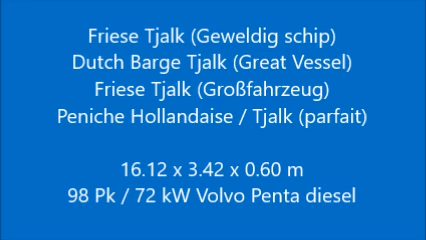 Friese Tjalk (Geweldig schip)
Dutch Barge Tjalk (Great Vessel)
Friese Tjalk (Großfahrzeug)
Peniche Hollandaise / Tjalk (parfait)
16.12 x 3.42 x 0.60 m
98 Pk / 72 kW Volvo Penta diesel